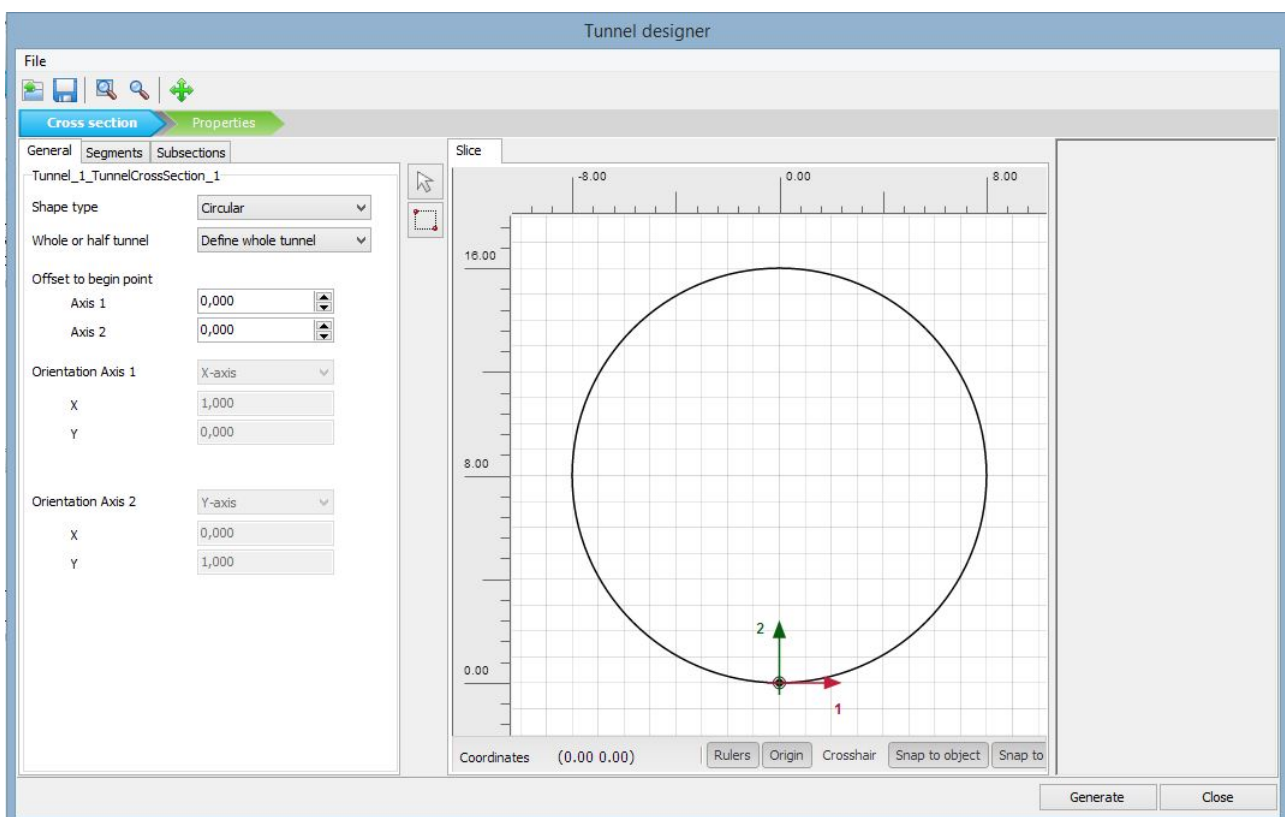 Tunnel designer
File
Cross section Properties
General Segments Subsections
Tunnel_1_TunnelCrossSection_1
Shape type Circular
Whole or half tunnel Define whole tunnel
Offset to begin point
Axis 1 0,000
Axis 2 0,000
Orientation Axis 1 X-axis
X 1,000
Y 0,000
Orientation Axis 2 Y-axis
X 0,000
Y 1,000
Slice
-8.00 0.00 8.00
16.00
8.00
0.00
2
1
Coordinates (0.00 0.00) Rulers Origin Crosshair Snap to object Snap to
Generate Close